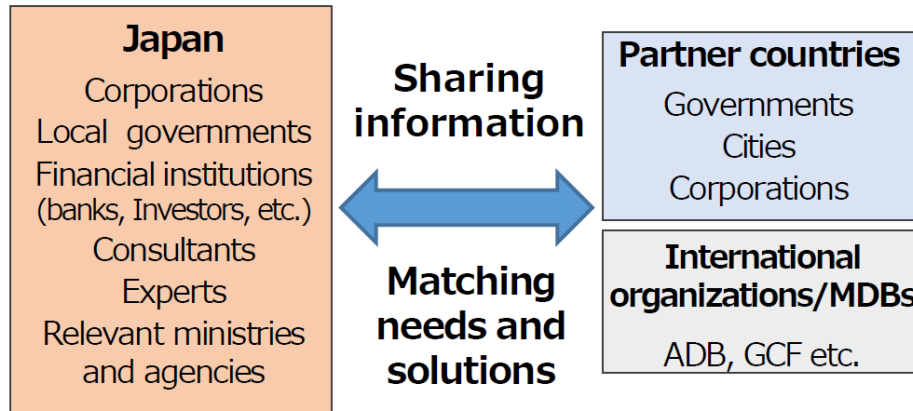 Japan
Corporations
Local governments
Financial institutions
(banks, Investors, etc.)
Consultants
Experts
Relevant ministries
and agencies
Sharing
information
Matching
needs and
solutions
Partner countries
Governments
Cities
Corporations
International
organizations/MDBs
ADB, GCF etc.